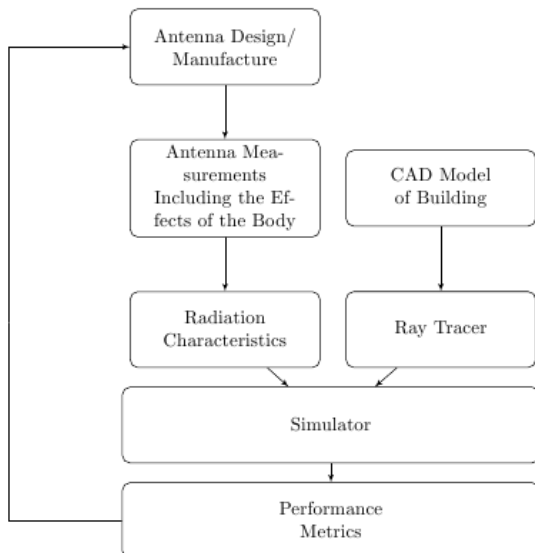 Antenna Design/
Manufacture
Antenna Mea-
surements
Including the Ef-
fects of the Body
CAD Model
of Building
Radiation
Characteristics
Ray Tracer
Simulator
Performance
Metrics